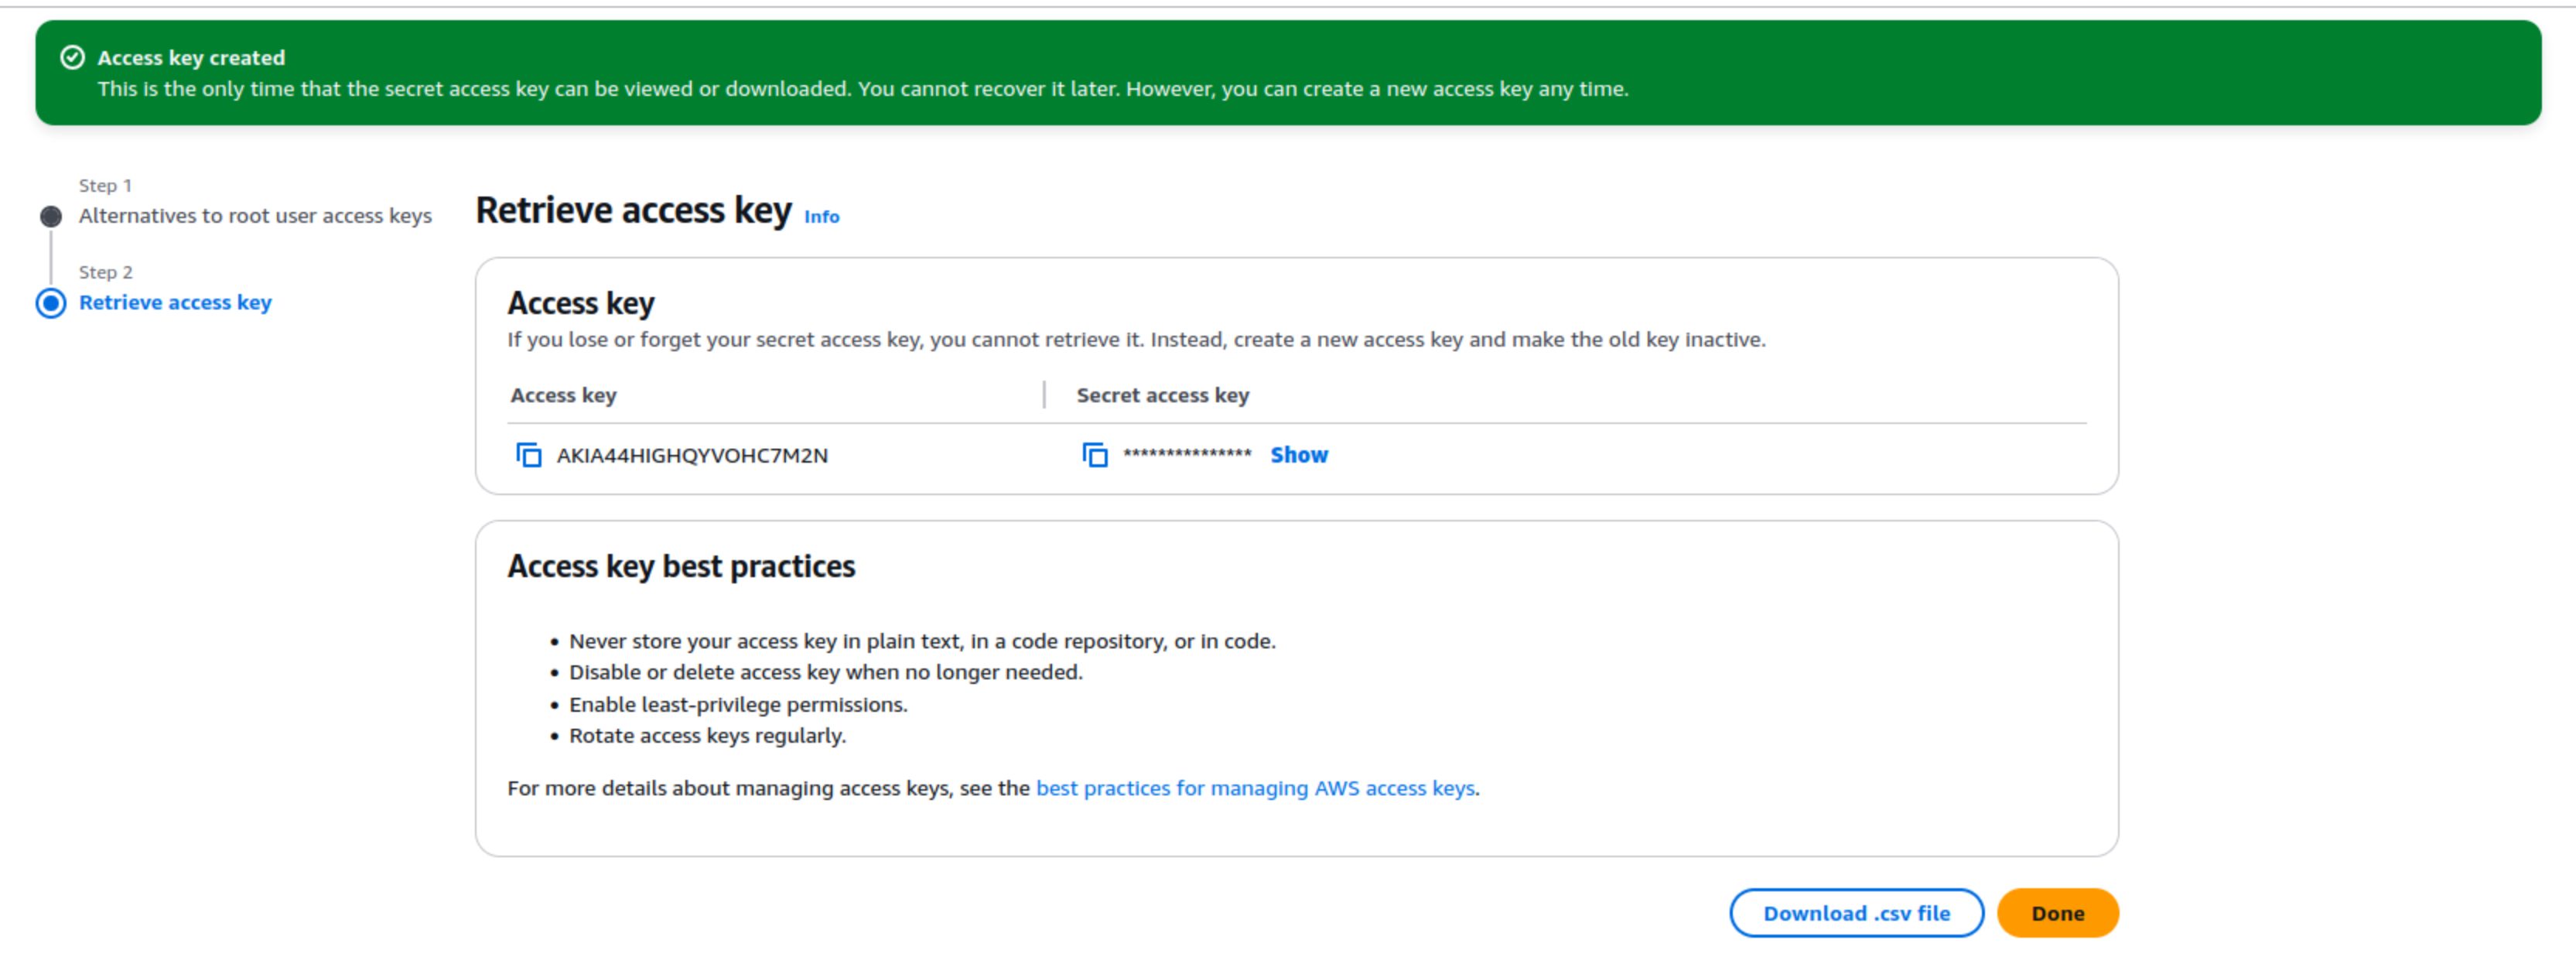 Access key created
This is the only time that the secret access key can be viewed or downloaded. You cannot recover it later. However, you can create a new access key any time.
Step 1
Alternatives to root user access keys
Step 2
Retrieve access key
Retrieve access key Info
Access key
If you lose or forget your secret access key, you cannot retrieve it. Instead, create a new access key and make the old key inactive.
Access key Secret access key
AKIA44HIGHQYVOHC7M2N *************** Show
Access key best practices
• Never store your access key in plain text, in a code repository, or in code.
• Disable or delete access key when no longer needed.
• Enable least-privilege permissions.
• Rotate access keys regularly.
For more details about managing access keys, see the best practices for managing AWS access keys.
Download .csv file Done